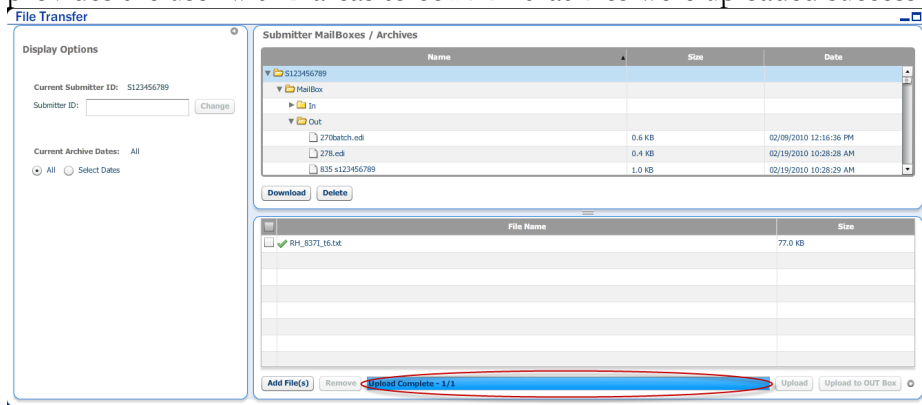 File Transfer
Display Options
Current Submitter ID: S123456789
Submitter ID: Change
Current Archive Dates: All
All Select Dates
Submitter MailBoxes / Archives
Name Size Date
S123456789
MailBox
In
Out
270batch.edi 0.6 KB 02/09/2010 12:16:36 PM
278.edi 0.4 KB 02/19/2010 10:28:28 AM
835 s123456789 1.0 KB 02/19/2010 10:28:29 AM
Download Delete
File Name Size
RH_837I_t6.txt 77.0 KB
Add File(s) Remove Upload Complete - 1/1 Upload Upload to OUT Box